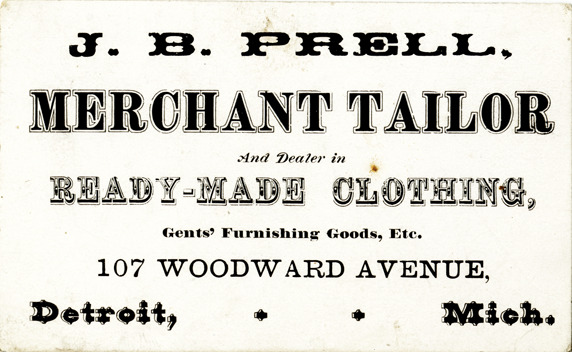 J. B. PRELL,
MERCHANT TAILOR
And Dealer in
READY-MADE CLOTHING,
Gents' Furnishing Goods, Etc.
107 WOODWARD AVENUE,
Detroit, Mich.